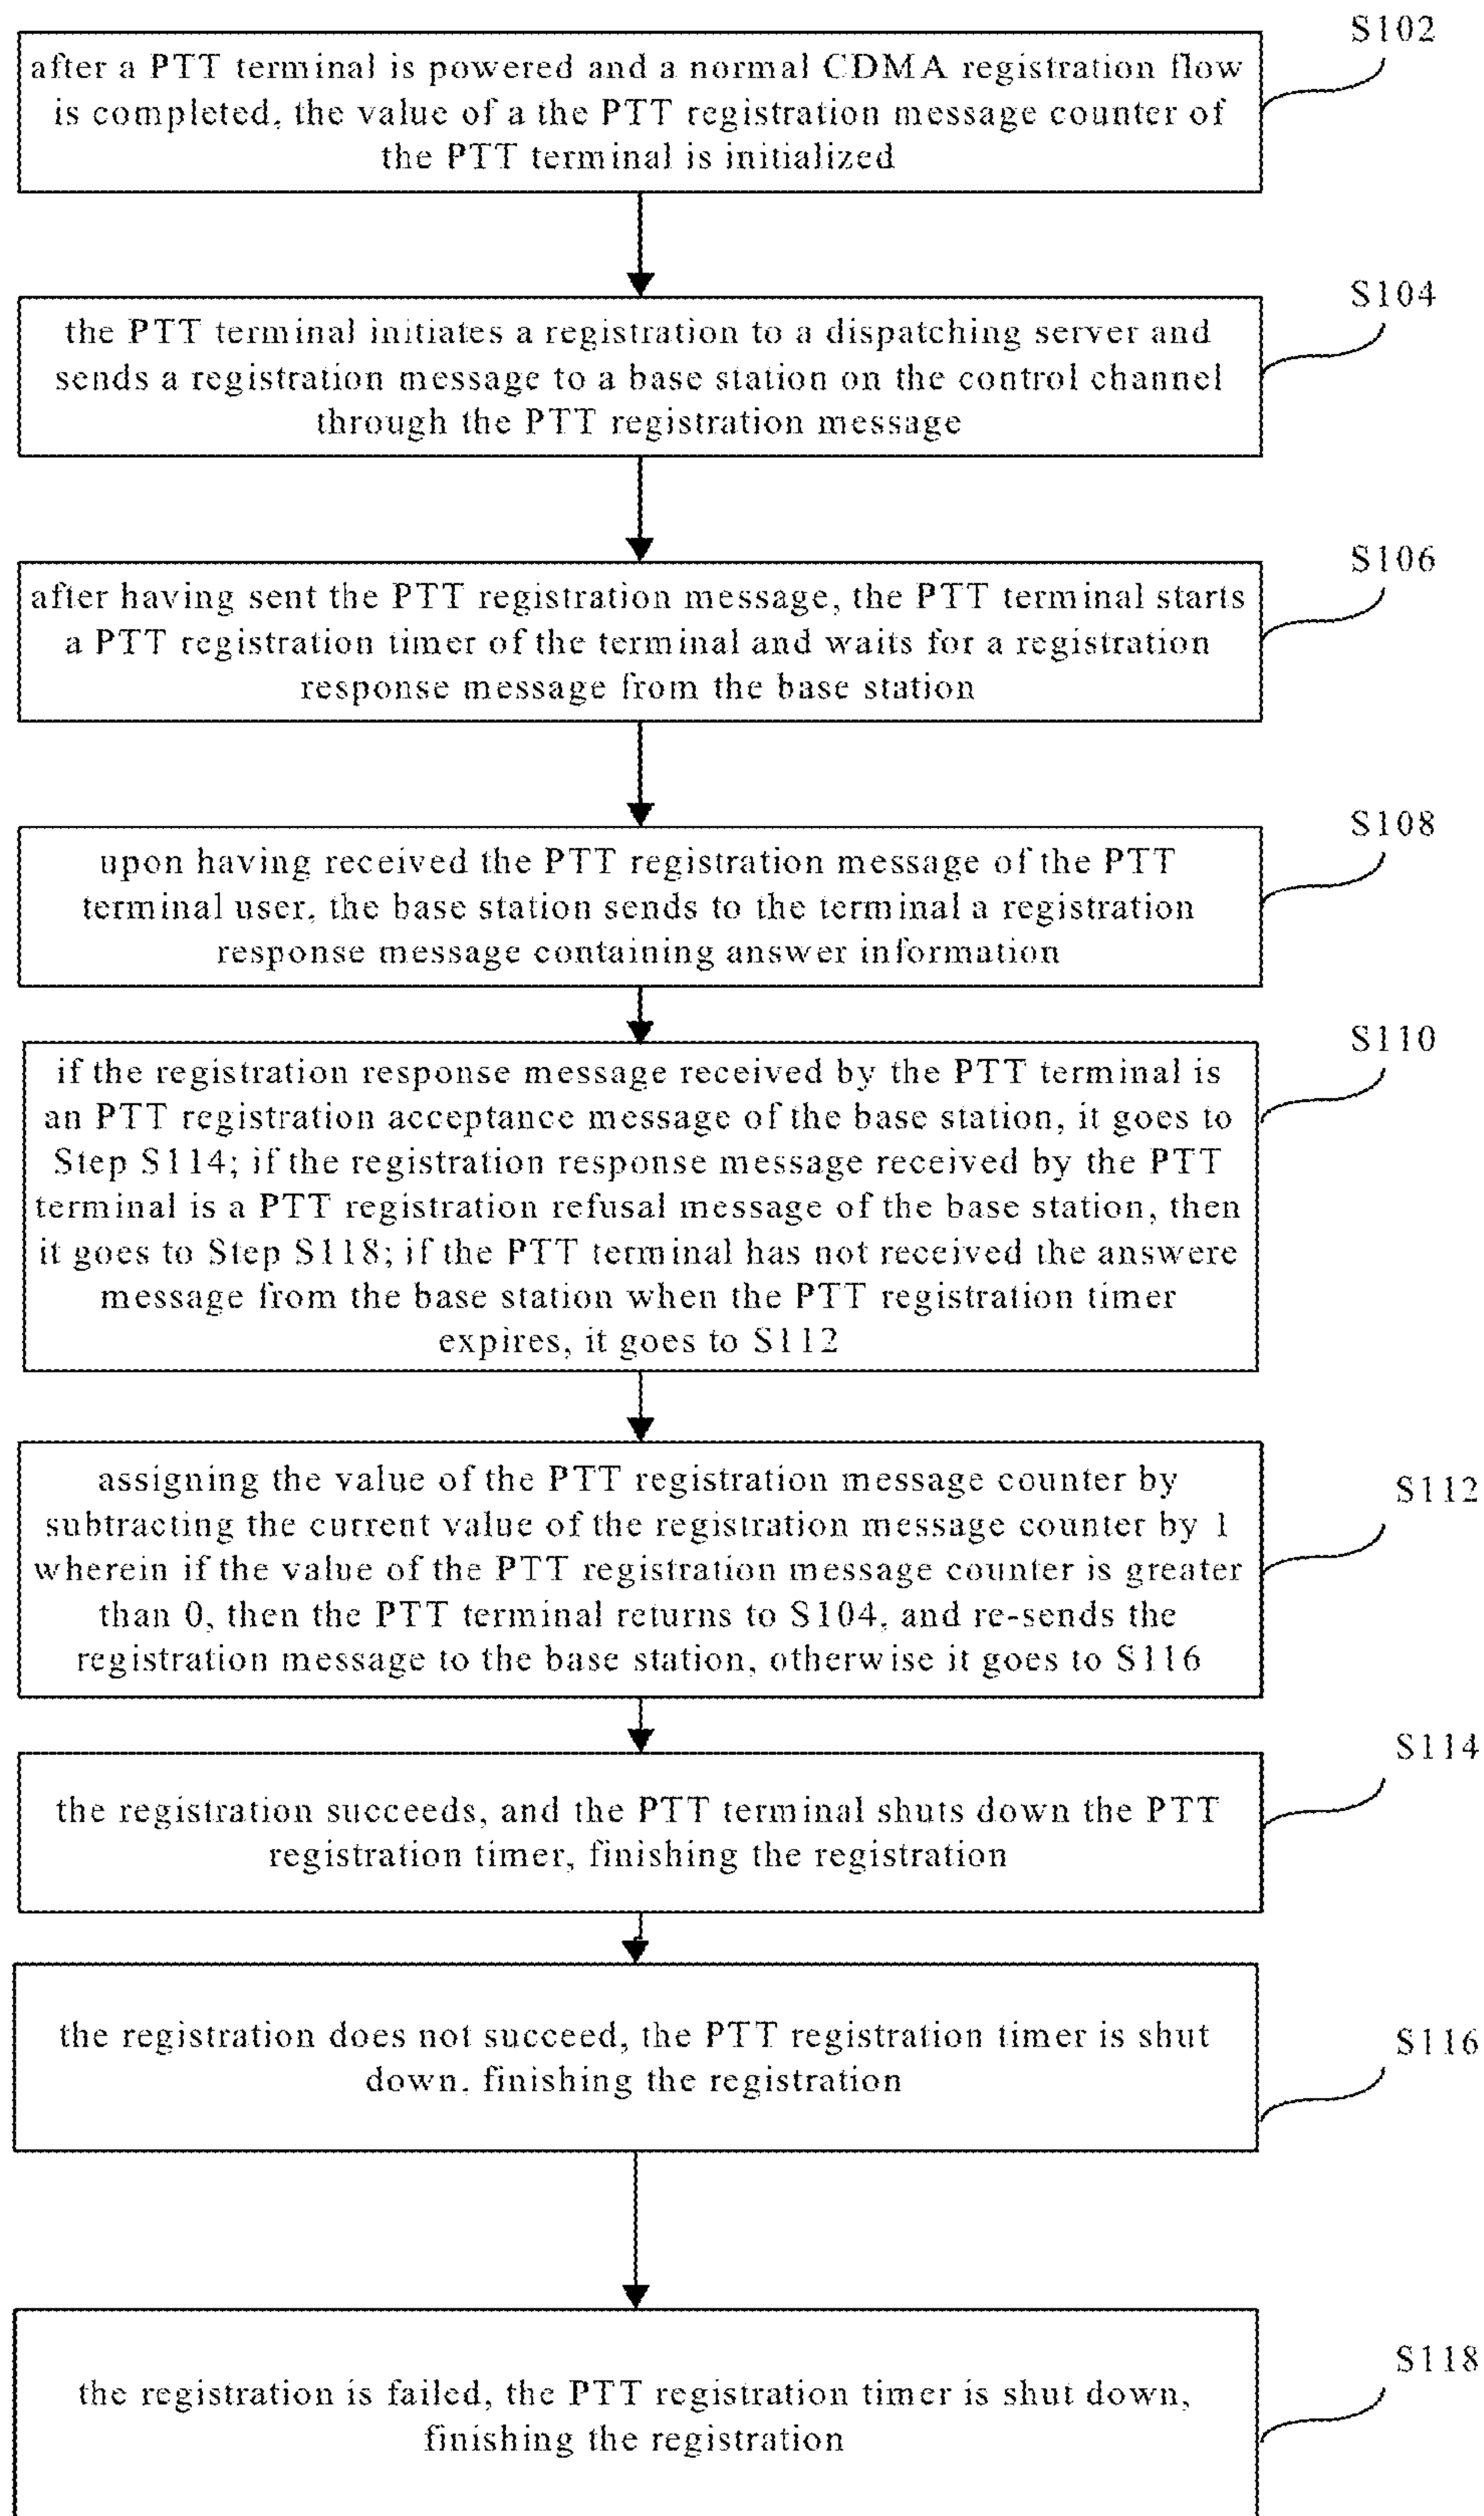 S102
after a PTT terminal is powered and a normal CDMA registration flow
is completed, the value of a the PTT registration message counter of
the PTT terminal is initialized
S104
the PTT terminal initiates a registration to a dispatching server and
sends a registration message to a base station on the control channel
through the PTT registration message
S106
after having sent the PTT registration message, the PTT terminal starts
a PTT registration timer of the terminal and waits for a registration
response message from the base station
S108
upon having received the PTT registration message of the PTT
terminal user, the base station sends to the terminal a registration
response message containing answer information
S110
if the registration response message received by the PTT terminal is
an PTT registration acceptance message of the base station, it goes to
Step S114; if the registration response message received by the PTT
terminal is a PTT registration refusal message of the base station, then
it goes to Step S118; if the PTT terminal has not received the answere
message from the base station when the PTT registration timer
expires, it goes to S112
S112
assigning the value of the PTT registration message counter by
subtracting the current value of the registration message counter by 1
wherein if the value of the PTT registration message counter is greater
than 0, then the PTT terminal returns to S104, and re-sends the
registration message to the base station, otherwise it goes to S116
S114
the registration succeeds, and the PTT terminal shuts down the PTT
registration timer, finishing the registration
S116
the registration does not succeed, the PTT registration timer is shut
down, finishing the registration
S118
the registration is failed, the PTT registration timer is shut down,
finishing the registration